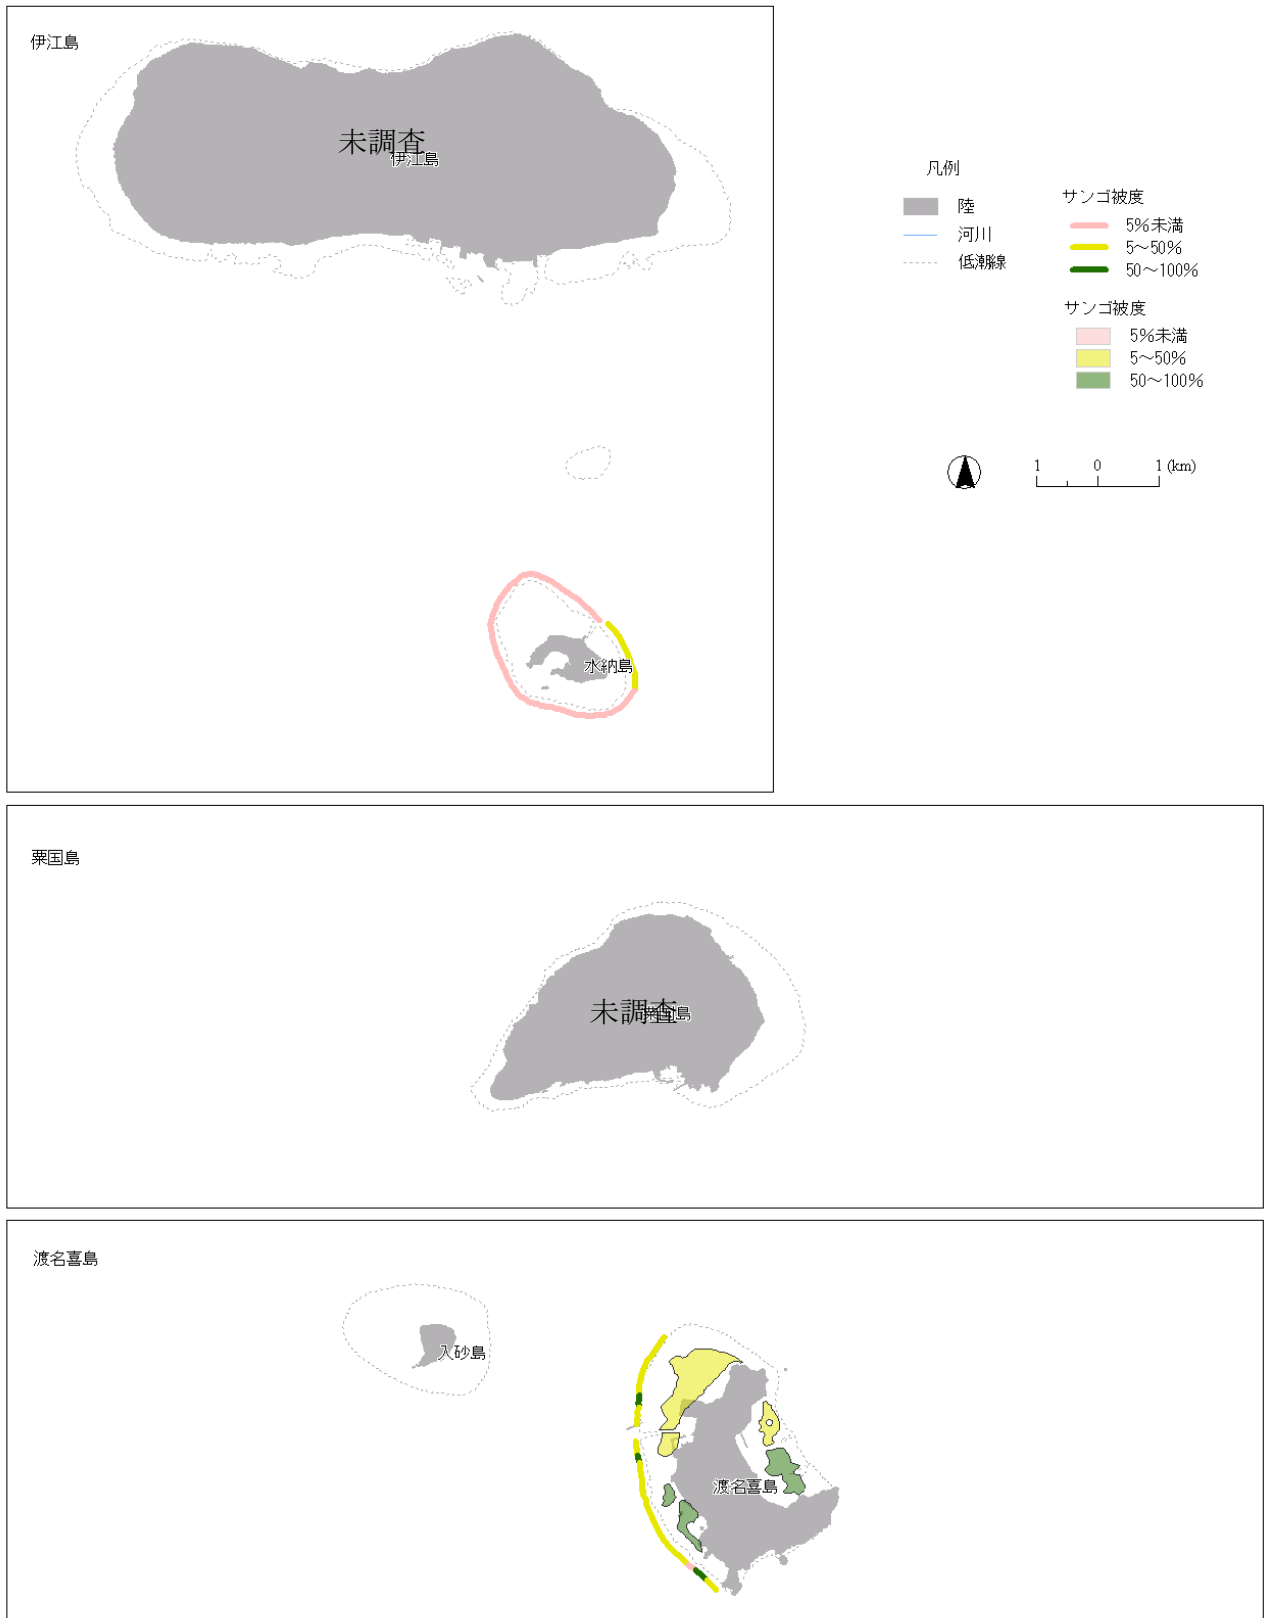 伊江島
未調査
伊江島
水納島
凡例
陸
河川
低潮線
サンゴ被度
5%未満
5～50%
50～100%
サンゴ被度
5%未満
5～50%
50～100%
1 0 1 (km)
粟国島
未調査
粟国島
渡名喜島
入砂島
渡名喜島